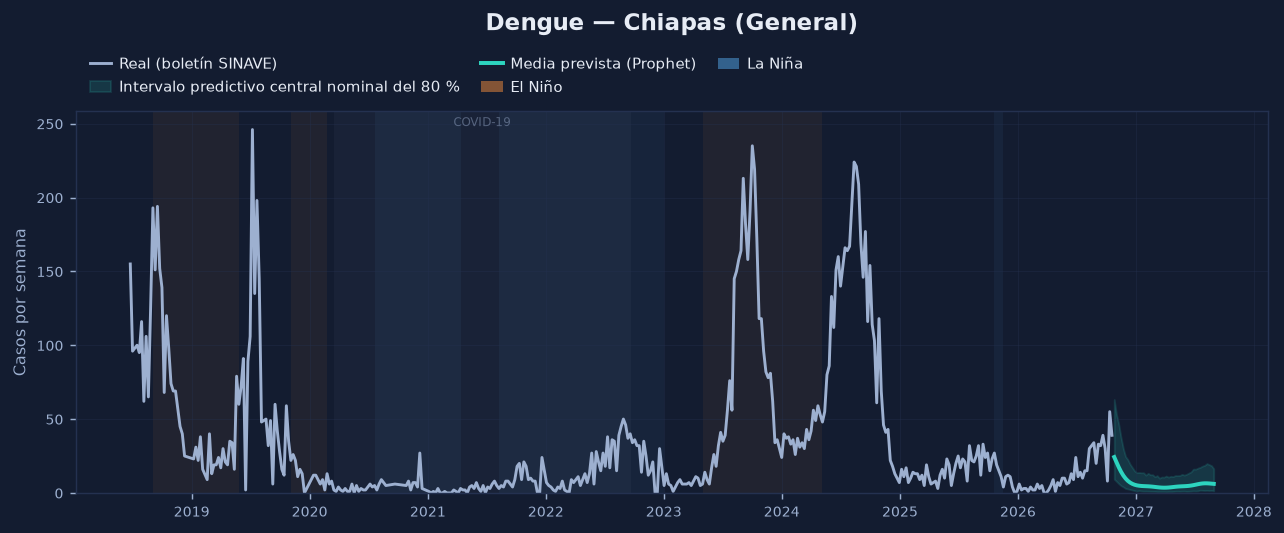 Dengue — Chiapas (General)
Real (boletín SINAVE)
Intervalo predictivo central nominal del 80 %
Media prevista (Prophet)
El Niño
La Niña
COVID-19
Casos por semana
250
200
150
100
50
0
2019 2020 2021 2022 2023 2024 2025 2026 2027 2028